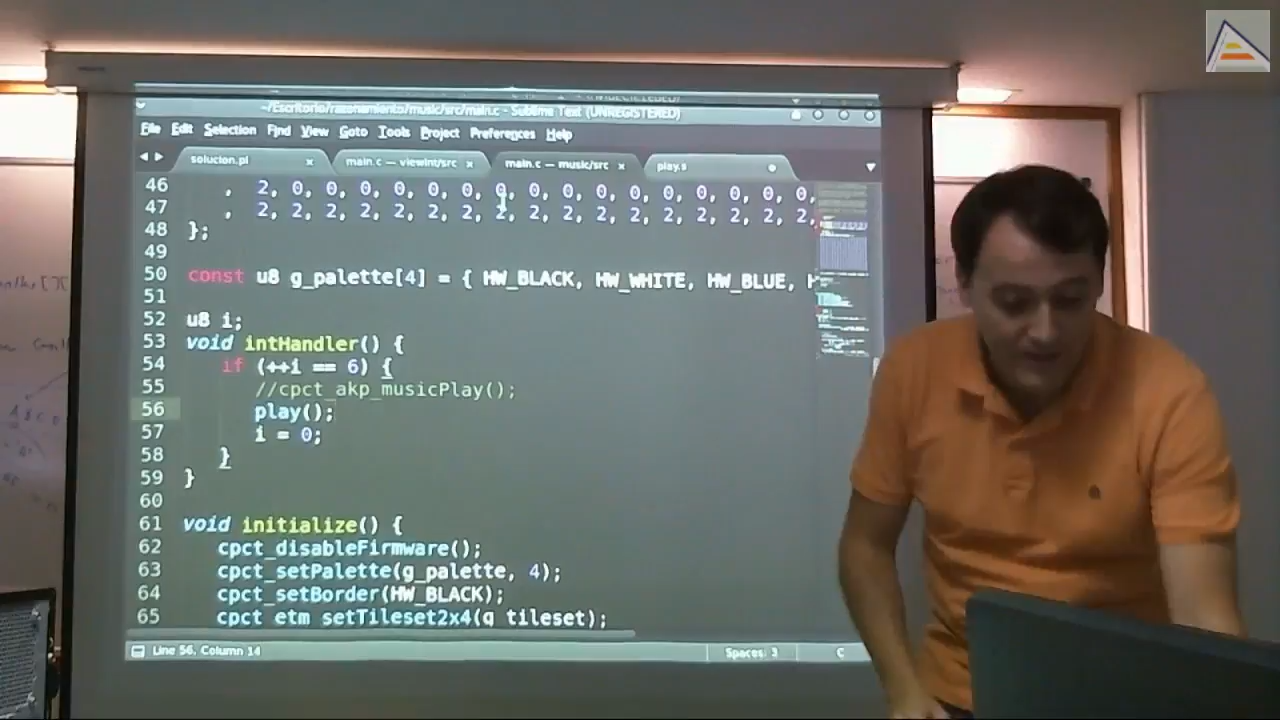 ~/Escritorio/razonamiento/music/src/main.c - Sublime Text (UNREGISTERED)
File Edit Selection Find View Goto Tools Project Preferences Help
solucion.pl × main.c — viewint/src × main.c — music/src × play.s
46 , 2, 0, 0, 0, 0, 0, 0, 0, 0, 0, 0, 0, 0, 0, 0, 0, 0,
47 , 2, 2, 2, 2, 2, 2, 2, 2, 2, 2, 2, 2, 2, 2, 2, 2, 2,
48 };
49
50 const u8 g_palette[4] = { HW_BLACK, HW_WHITE, HW_BLUE,
51
52 u8 i;
53 void intHandler() {
54 if (++i == 6) {
55 //cpct_akp_musicPlay();
56 play();
57 i = 0;
58 }
59 }
60
61 void initialize() {
62 cpct_disableFirmware();
63 cpct_setPalette(g_palette, 4);
64 cpct_setBorder(HW_BLACK);
65 cpct_etm_setTileset2x4(g_tileset);
Line 56, Column 14 Spaces: 3 C